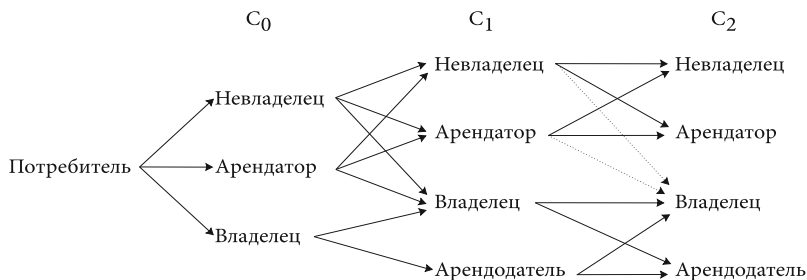 C0 C1 C2
Невладелец Невладелец
Невладелец
Арендатор Арендатор
Потребитель Арендатор
Владелец Владелец
Владелец
Арендодатель Арендодатель